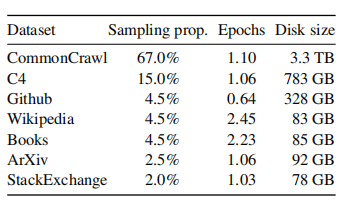 Dataset Sampling prop. Epochs Disk size
CommonCrawl 67.0% 1.10 3.3 TB
C4 15.0% 1.06 783 GB
Github 4.5% 0.64 328 GB
Wikipedia 4.5% 2.45 83 GB
Books 4.5% 2.23 85 GB
ArXiv 2.5% 1.06 92 GB
StackExchange 2.0% 1.03 78 GB